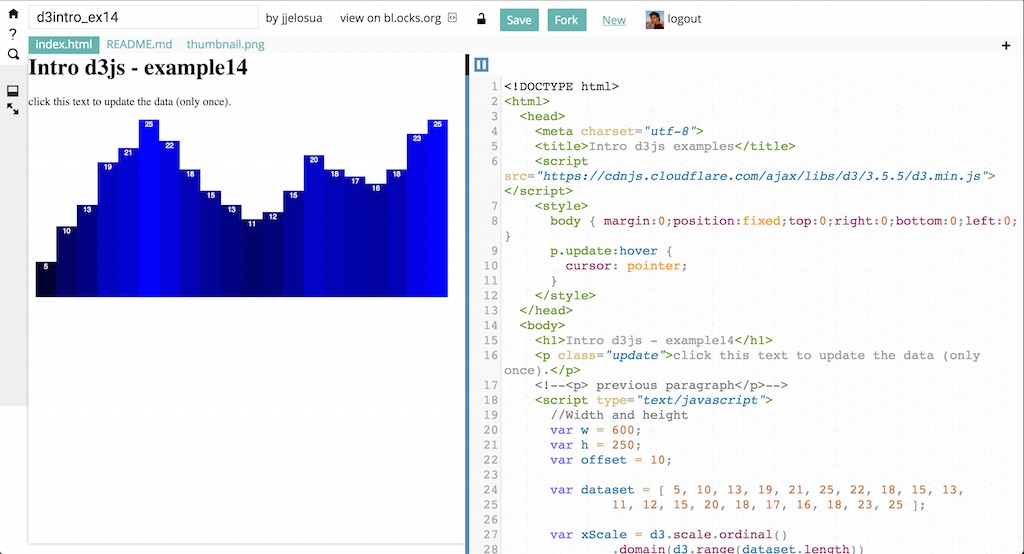 d3intro_ex14 by jjelosua view on bl.ocks.org Save Fork New logout
?
index.html README.md thumbnail.png +
Intro d3js - example14
click this text to update the data (only once).
5 10 13 19 21 25 22 18 15 13 11 12 15 20 18 17 16 18 23 25
1 <!DOCTYPE html>
2 <html>
3 <head>
4 <meta charset="utf-8">
5 <title>Intro d3js examples</title>
6 <script
src="https://cdnjs.cloudflare.com/ajax/libs/d3/3.5.5/d3.min.js">
</script>
7 <style>
8 body { margin:0;position:fixed;top:0;right:0;bottom:0;left:0;
}
9 p.update:hover {
10 cursor: pointer;
11 }
12 </style>
13 </head>
14 <body>
15 <h1>Intro d3js - example14</h1>
16 <p class="update">click this text to update the data (only
once).</p>
17 <!--<p> previous paragraph</p>-->
18 <script type="text/javascript">
19 //Width and height
20 var w = 600;
21 var h = 250;
22 var offset = 10;
23
24 var dataset = [ 5, 10, 13, 19, 21, 25, 22, 18, 15, 13,
25 11, 12, 15, 20, 18, 17, 16, 18, 23, 25 ];
26
27 var xScale = d3.scale.ordinal()
28 .domain(d3.range(dataset.length))